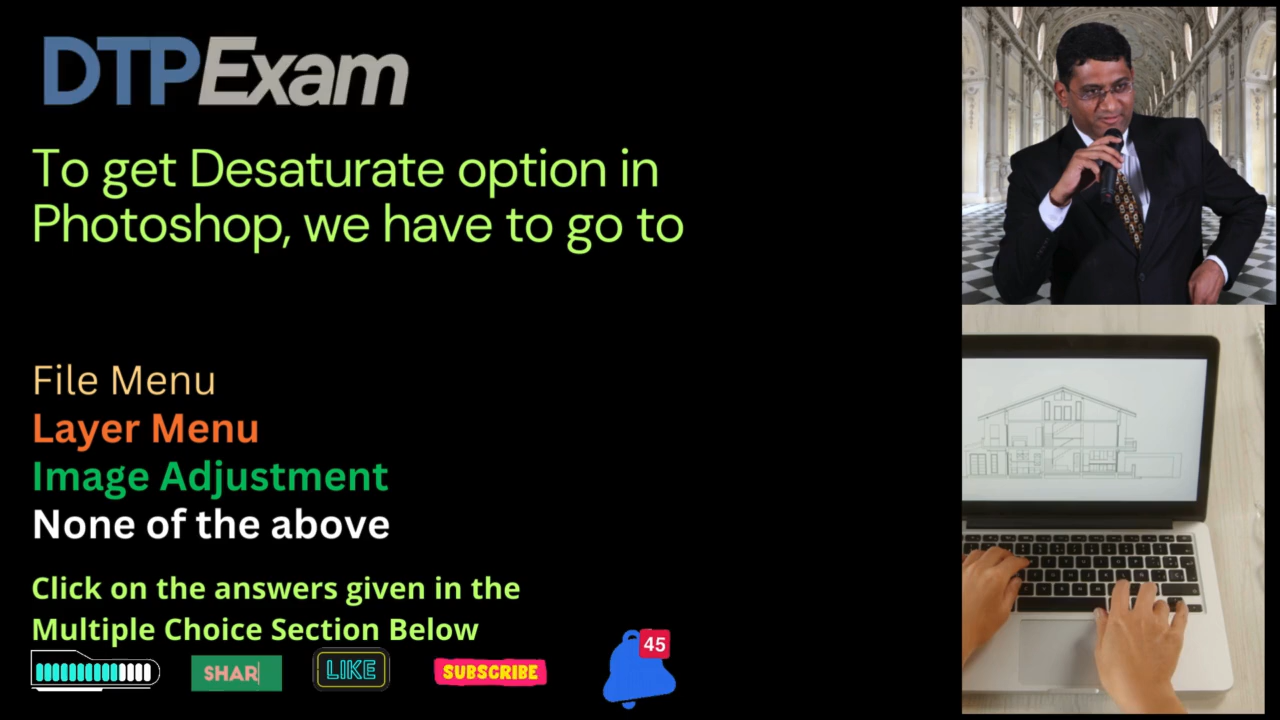 DTPExam
To get Desaturate option in
Photoshop, we have to go to
File Menu
Layer Menu
Image Adjustment
None of the above
Click on the answers given in the
Multiple Choice Section Below
SHAR
LIKE
SUBSCRIBE
45